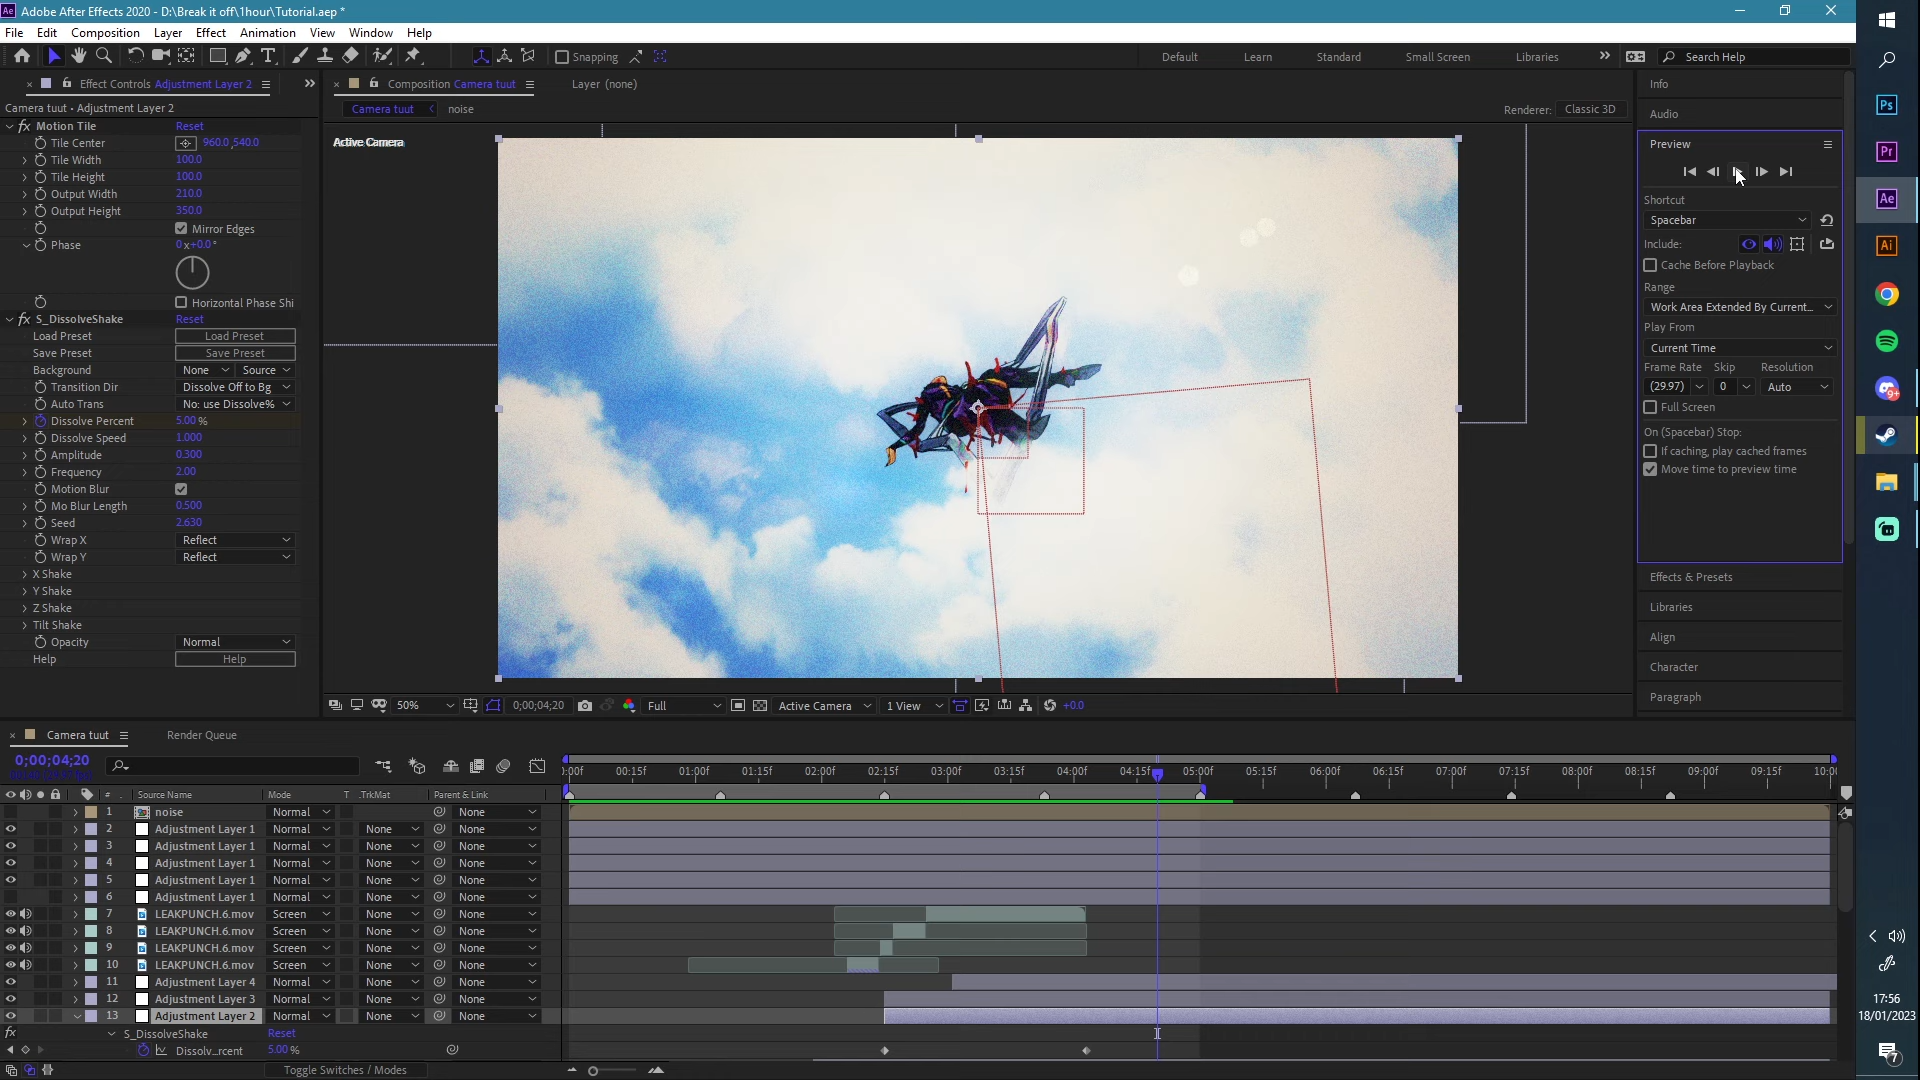 Adobe After Effects 2020 - D:\Break it off\1hour\Tutorial.aep *
File Edit Composition Layer Effect Animation View Window Help
Snapping Default Learn Standard Small Screen Libraries Search Help
Effect Controls Adjustment Layer 2
Camera tuut • Adjustment Layer 2
fx Motion Tile Reset
Tile Center 960.0,540.0
Tile Width 100.0
Tile Height 100.0
Output Width 210.0
Output Height 350.0
Mirror Edges
Phase 0x+0.0°
Horizontal Phase Shi
fx S_DissolveShake Reset
Load Preset Load Preset
Save Preset Save Preset
Background None Source
Transition Dir Dissolve Off to Bg
Auto Trans No: use Dissolve%
Dissolve Percent 5.00 %
Dissolve Speed 1.000
Amplitude 0.300
Frequency 2.00
Motion Blur
Mo Blur Length 0.500
Seed 2.630
Wrap X Reflect
Wrap Y Reflect
X Shake
Y Shake
Z Shake
Tilt Shake
Opacity Normal
Help Help
Composition Camera tuut Layer (none)
Camera tuut noise Renderer: Classic 3D
Active Camera
50% 0;00;04;20 Full Active Camera 1 View +0.0
Info
Audio
Preview
Shortcut
Spacebar
Include:
Cache Before Playback
Range
Work Area Extended By Current...
Play From
Current Time
Frame Rate Skip Resolution
(29.97) 0 Auto
Full Screen
On (Spacebar) Stop:
If caching, play cached frames
Move time to preview time
Effects & Presets
Libraries
Align
Character
Paragraph
Ps
Pr
Ae
Ai
9+
17:56
18/01/2023
7
Camera tuut Render Queue
0;00;04;20
:00f 00:15f 01:00f 01:15f 02:00f 02:15f 03:00f 03:15f 04:00f 04:15f 05:00f 05:15f 06:00f 06:15f 07:00f 07:15f 08:00f 08:15f 09:00f 09:15f 10:0
# Source Name Mode T .TrkMat Parent & Link
1 noise Normal None
2 Adjustment Layer 1 Normal None None
3 Adjustment Layer 1 Normal None None
4 Adjustment Layer 1 Normal None None
5 Adjustment Layer 1 Normal None None
6 Adjustment Layer 1 Normal None None
7 LEAKPUNCH.6.mov Screen None None
8 LEAKPUNCH.6.mov Screen None None
9 LEAKPUNCH.6.mov Screen None None
10 LEAKPUNCH.6.mov Screen None None
11 Adjustment Layer 4 Normal None None
12 Adjustment Layer 3 Normal None None
13 Adjustment Layer 2 Normal None None
fx S_DissolveShake Reset
Dissolv...rcent 5.00 %
Toggle Switches / Modes